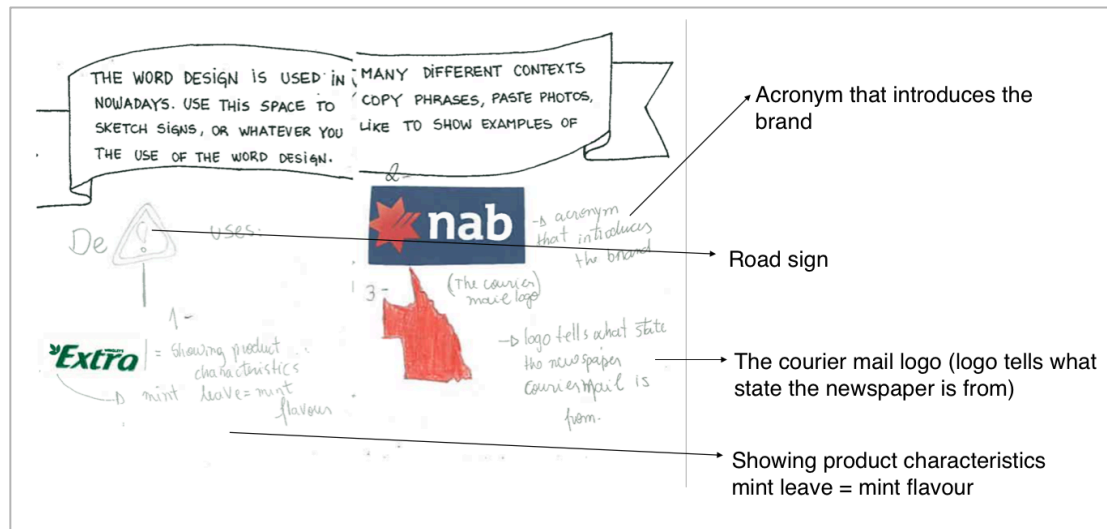 THE WORD DESIGN IS USED IN MANY DIFFERENT CONTEXTS
NOWADAYS. USE THIS SPACE TO COPY PHRASES, PASTE PHOTOS,
SKETCH SIGNS, OR WHATEVER YOU LIKE TO SHOW EXAMPLES OF
THE USE OF THE WORD DESIGN.
De ! uses:
2-
nab
→ acronym
that introduces
the brand
3-
(The courier
mail logo)
→ logo tells what state
the newspaper
courierMail is
from.
1-
Extra
= Showing product
characteristics
→ mint leave = mint
flavour
Acronym that introduces the
brand
Road sign
The courier mail logo (logo tells what
state the newspaper is from)
Showing product characteristics
mint leave = mint flavour